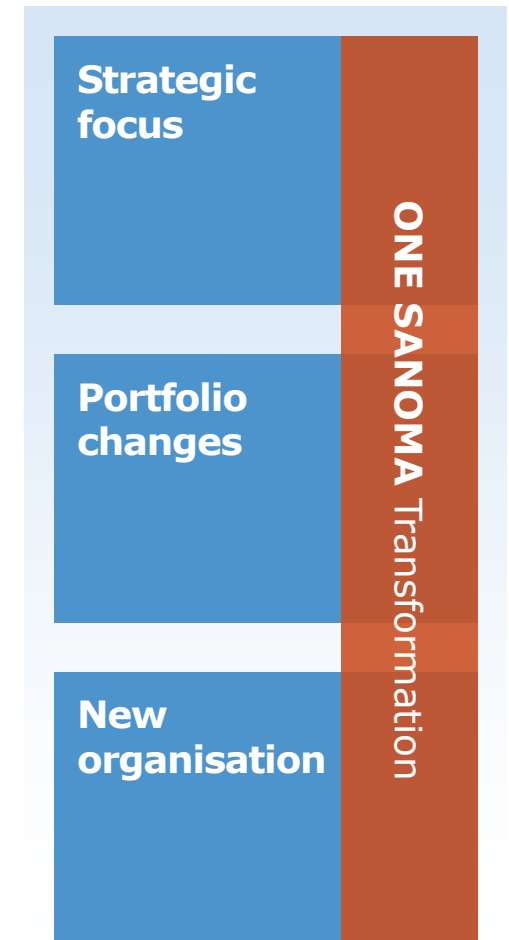 Strategic
focus
Portfolio
changes
New
organisation
ONE SANOMA Transformation